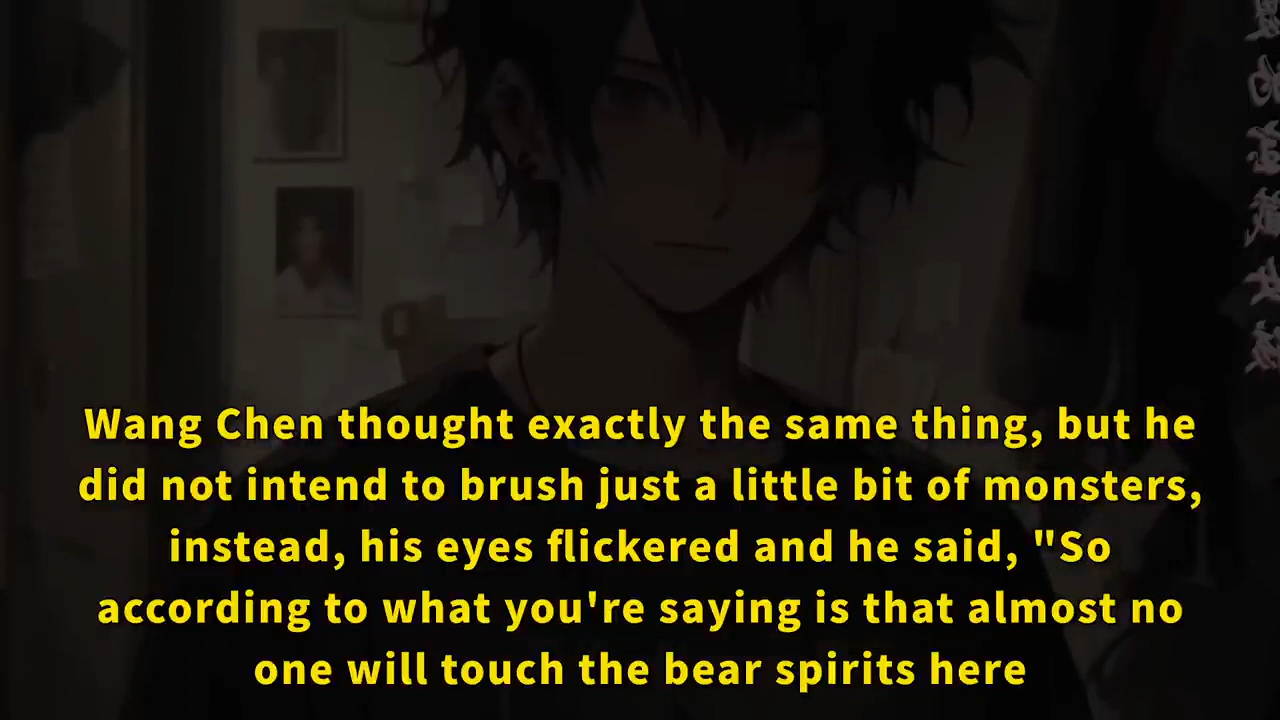 Wang Chen thought exactly the same thing, but he
did not intend to brush just a little bit of monsters,
instead, his eyes flickered and he said, "So
according to what you're saying is that almost no
one will touch the bear spirits here